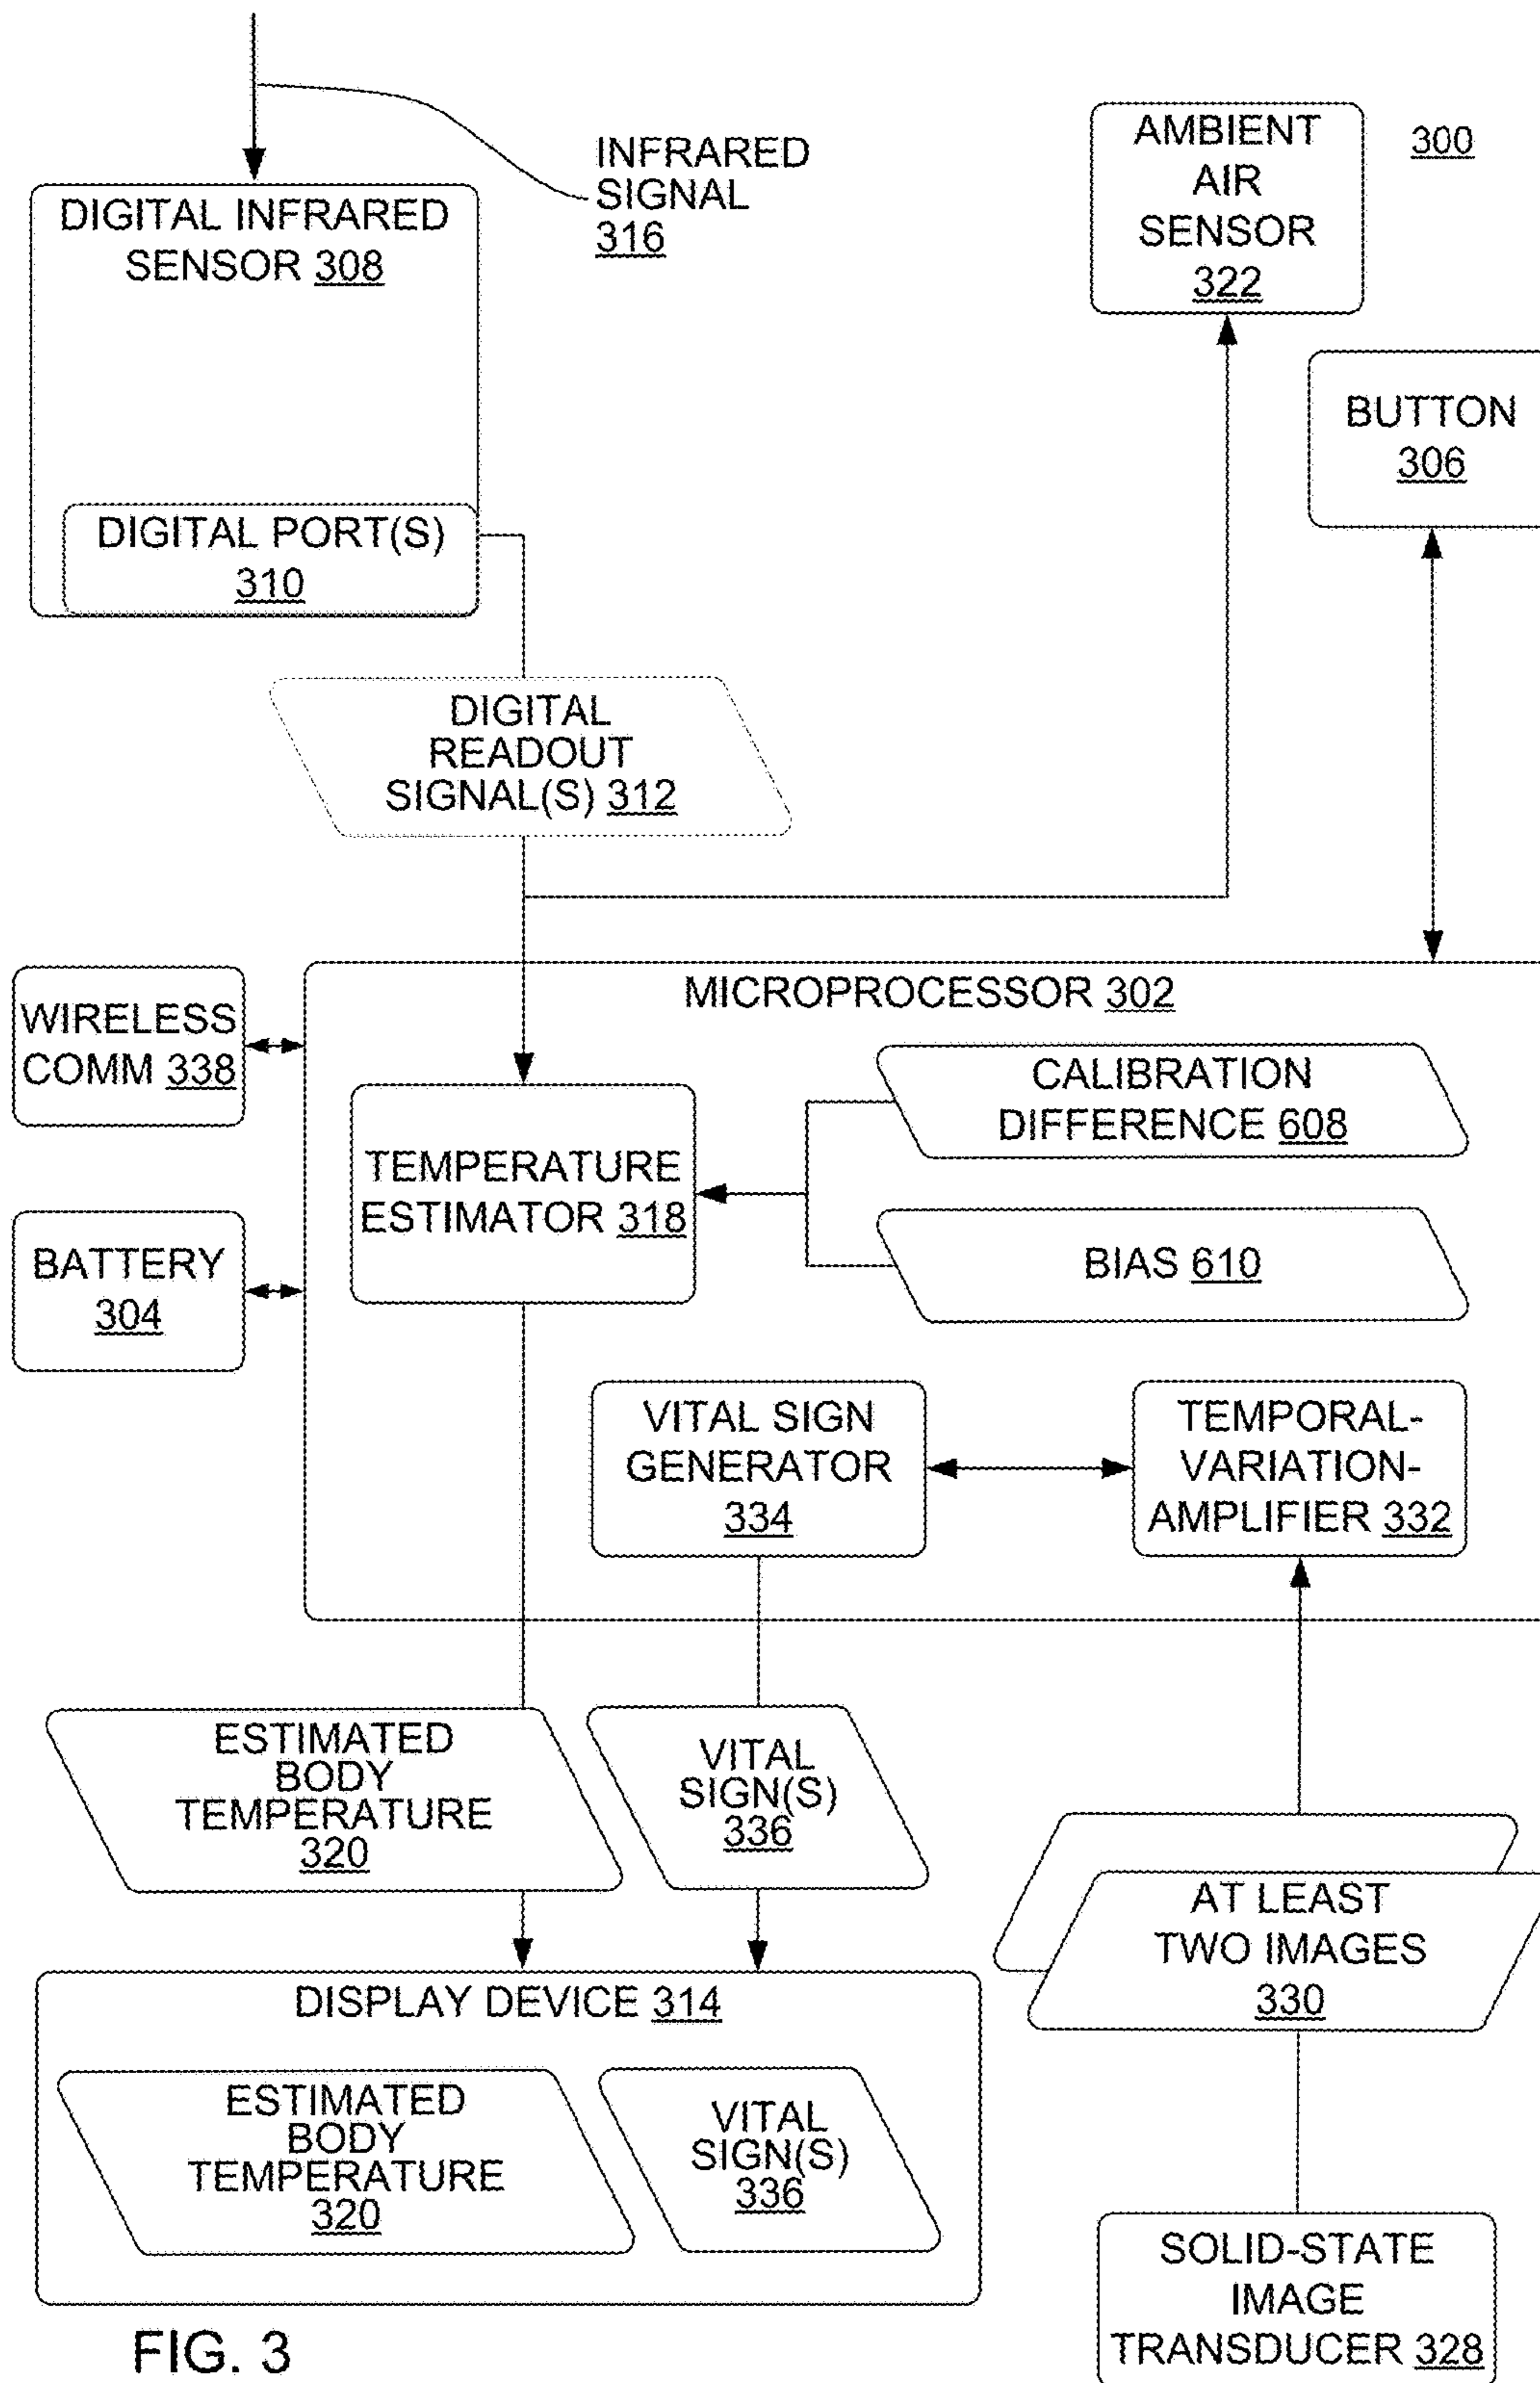 INFRARED
SIGNAL
316
AMBIENT
AIR
SENSOR
322
300
DIGITAL INFRARED
SENSOR 308
BUTTON
306
DIGITAL PORT(S)
310
DIGITAL
READOUT
SIGNAL(S) 312
MICROPROCESSOR 302
WIRELESS
COMM 338
CALIBRATION
DIFFERENCE 608
TEMPERATURE
ESTIMATOR 318
BATTERY
304
BIAS 610
VITAL SIGN
GENERATOR
334
TEMPORAL-
VARIATION-
AMPLIFIER 332
ESTIMATED
BODY
TEMPERATURE
320
VITAL
SIGN(S)
336
AT LEAST
TWO IMAGES
330
DISPLAY DEVICE 314
ESTIMATED
BODY
TEMPERATURE
320
VITAL
SIGN(S)
336
SOLID-STATE
IMAGE
TRANSDUCER 328
FIG. 3